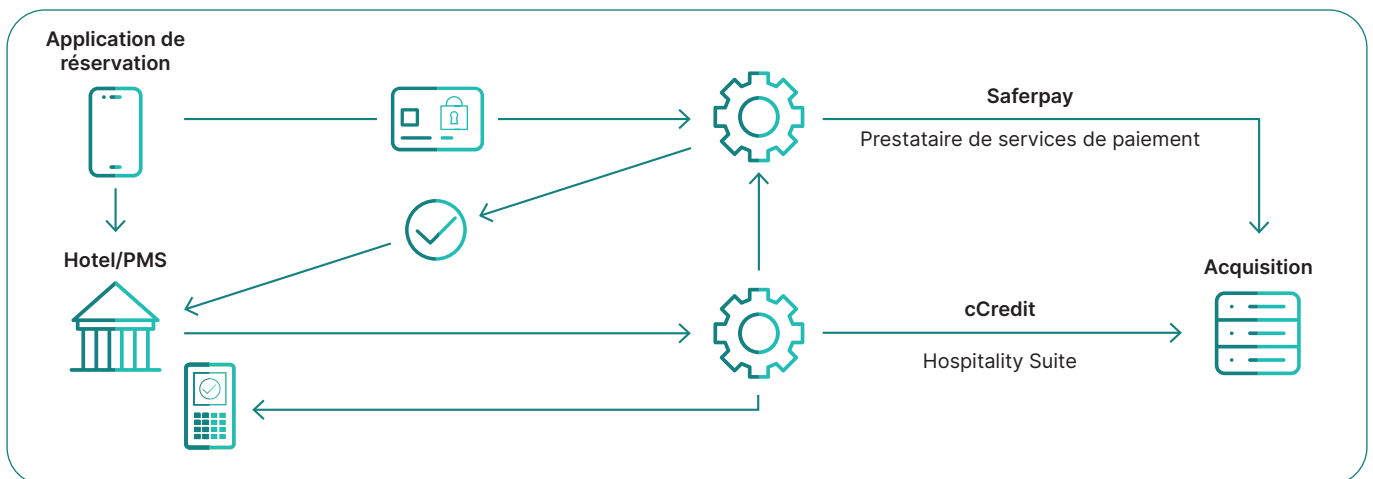 Application de
réservation
Saferpay
Prestataire de services de paiement
Hotel/PMS
Acquisition
cCredit
Hospitality Suite